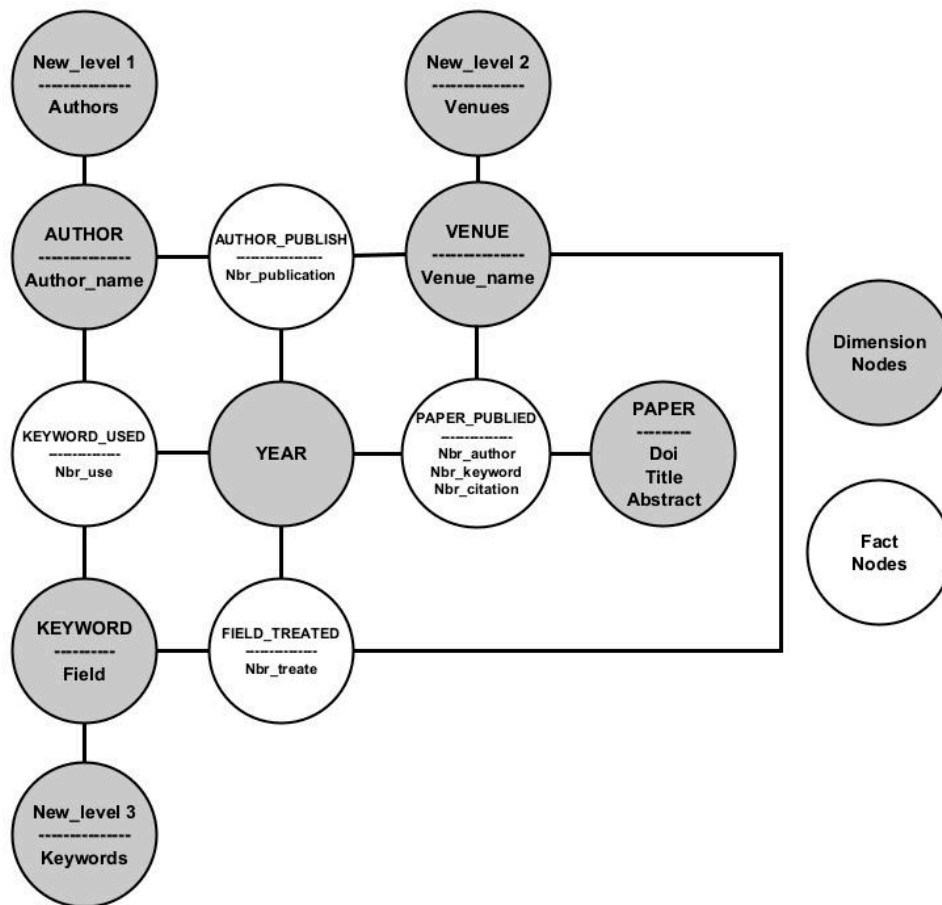 New_level 1
---------------
Authors
New_level 2
---------------
Venues
AUTHOR
---------------
Author_name
AUTHOR_PUBLISH
------------------
Nbr_publication
VENUE
---------------
Venue_name
Dimension
Nodes
KEYWORD_USED
---------------
Nbr_use
YEAR
PAPER_PUBLIED
---------------
Nbr_author
Nbr_keyword
Nbr_citation
PAPER
---------
Doi
Title
Abstract
Fact
Nodes
KEYWORD
----------
Field
FIELD_TREATED
---------------
Nbr_treate
New_level 3
---------------
Keywords